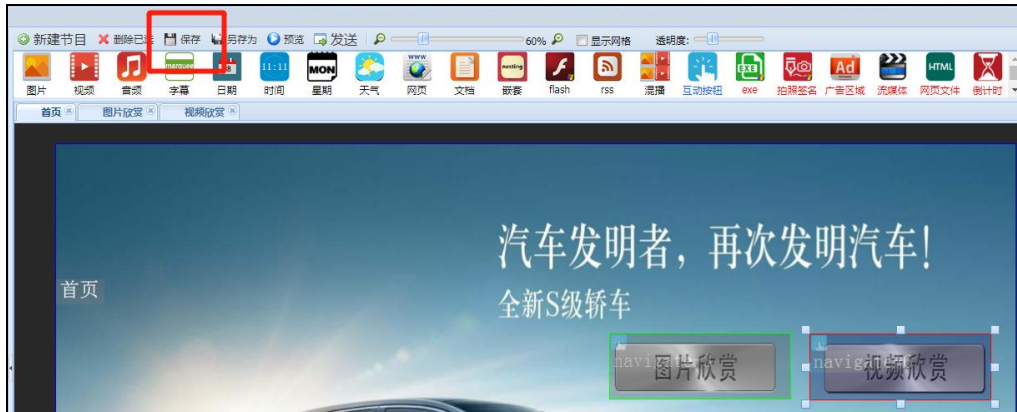 新建节目 删除已选 保存 另存为 预览 发送 60% 显示网格 透明度:
marquee 8 11:11 MON WWW nesting EXE Ad HTML
图片 视频 音频 字幕 日期 时间 星期 天气 网页 文档 嵌套 flash rss 混播 互动按钮 exe 拍照签名 广告区域 流媒体 网页文件 倒计时
首页 图片欣赏 视频欣赏
汽车发明者，再次发明汽车！
首页
全新S级轿车
图片欣赏 视频欣赏